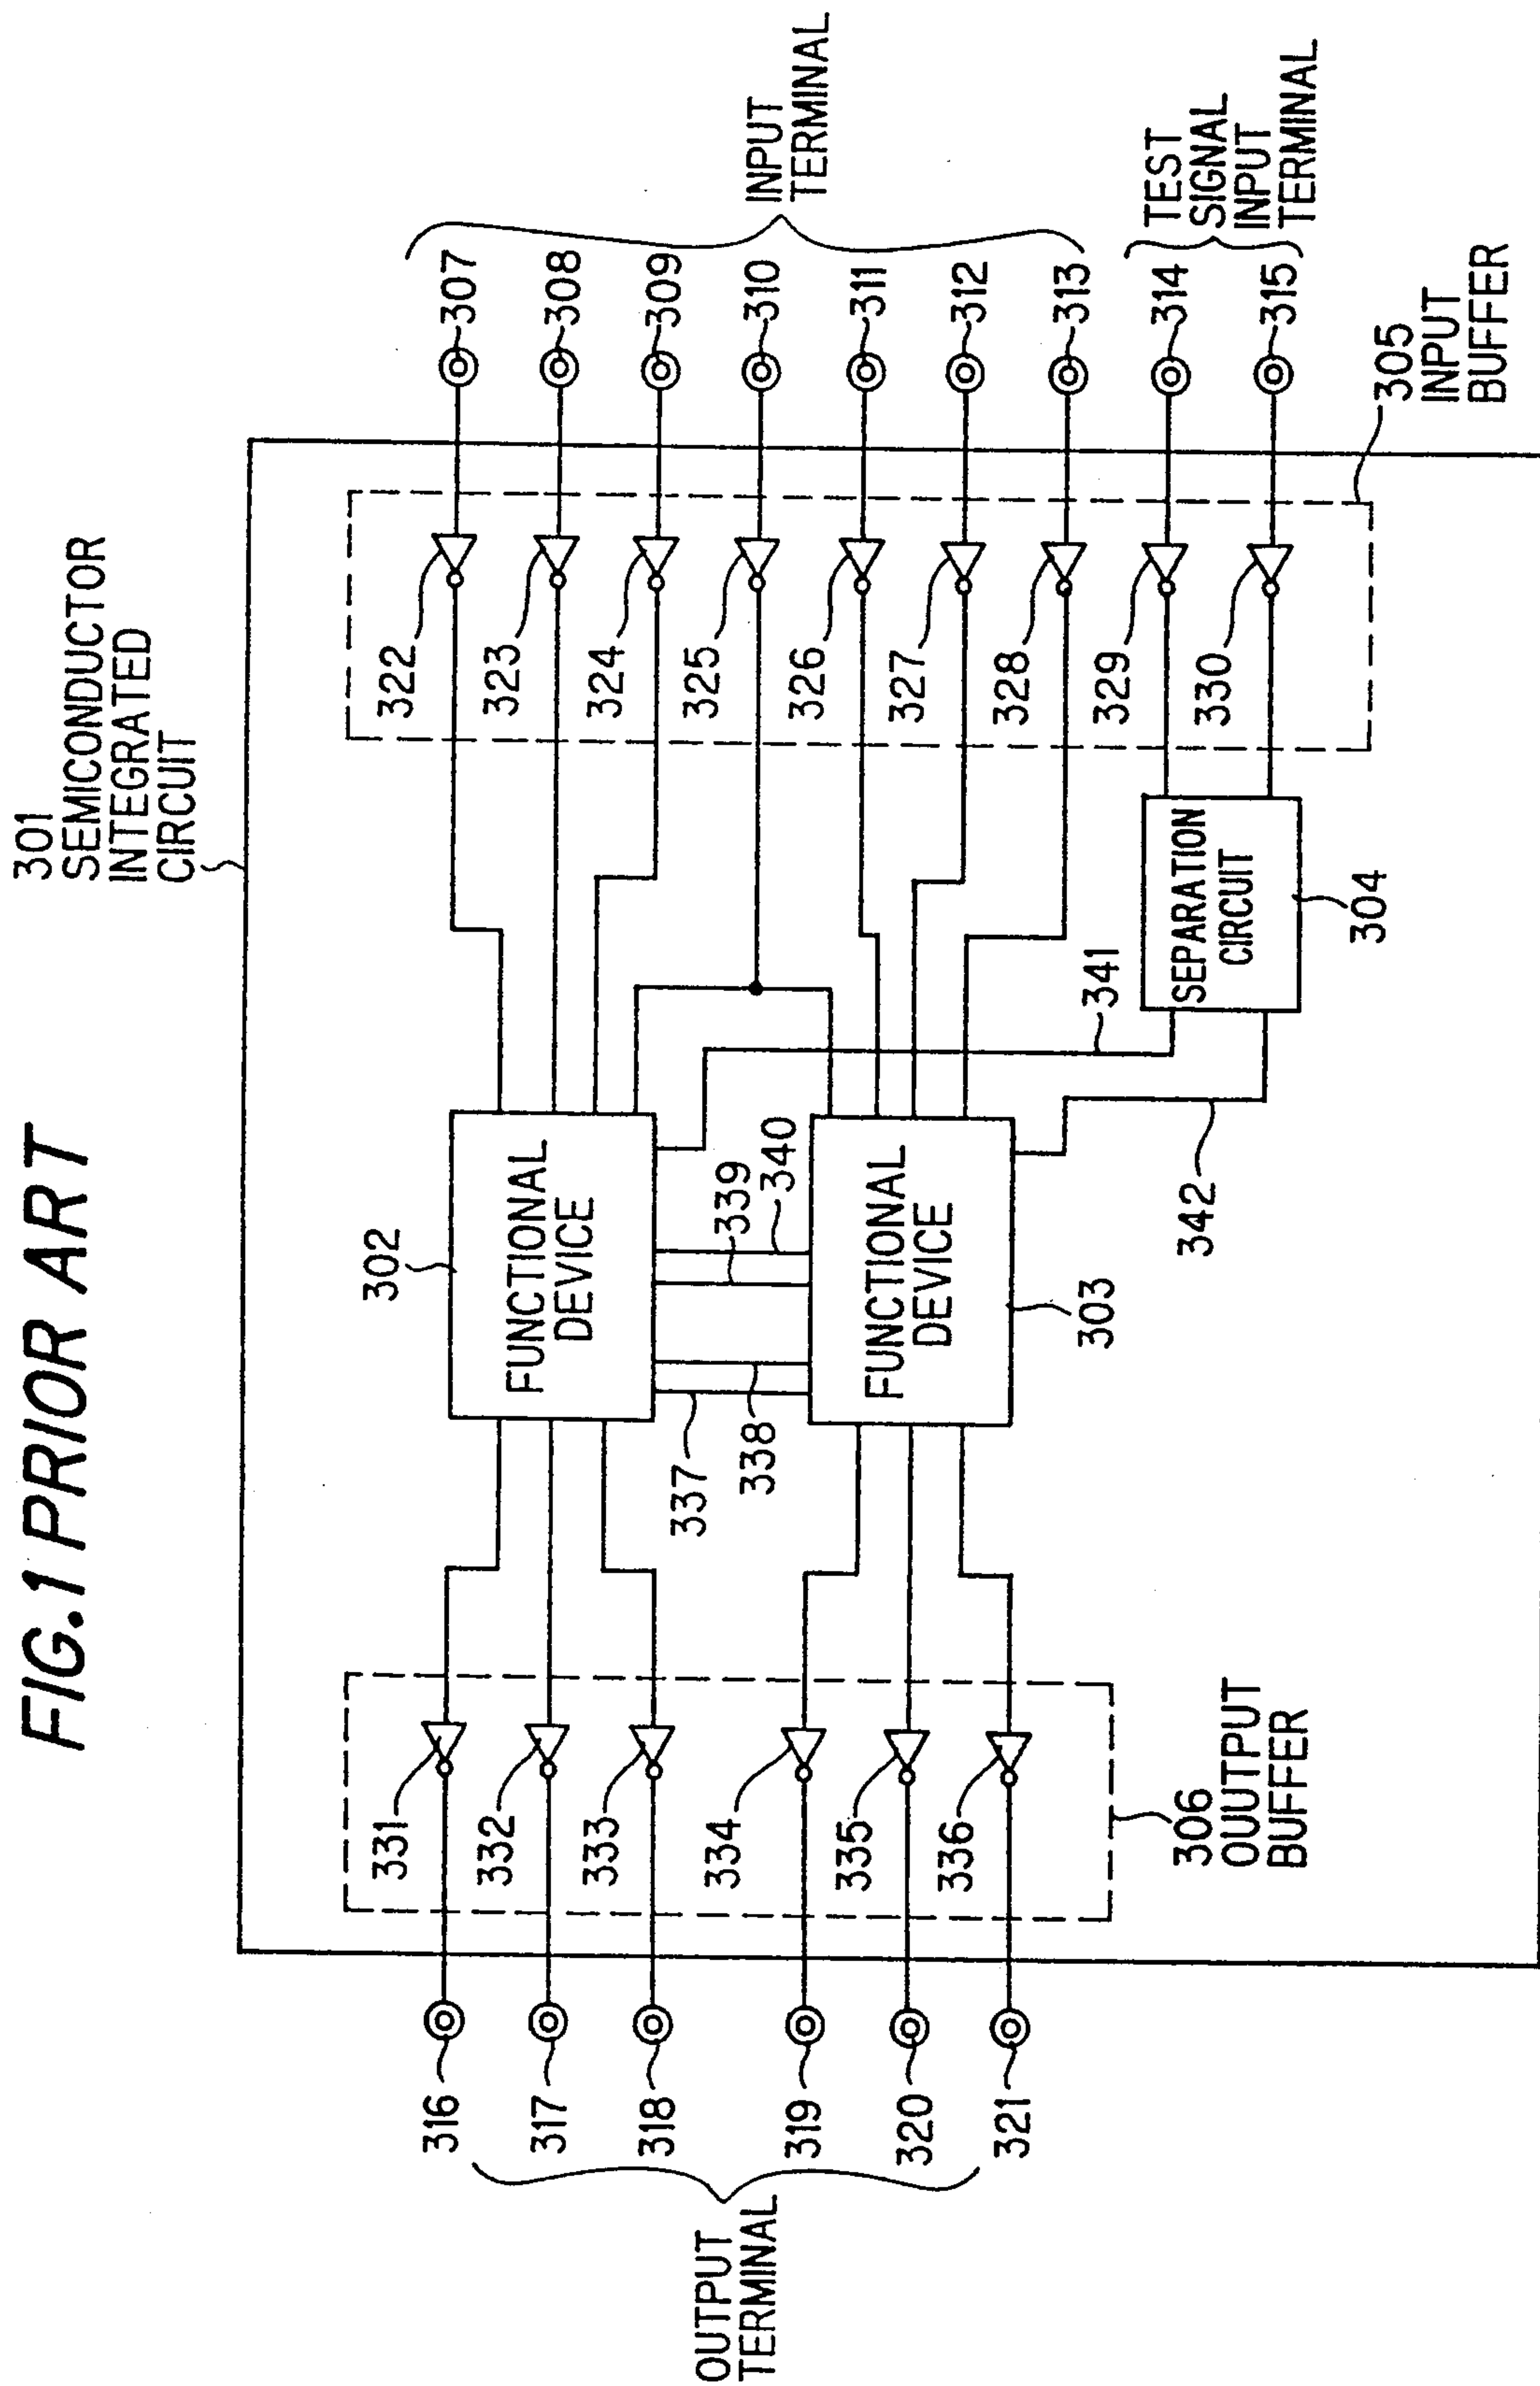 FIG.1 PRIOR ART
301
SEMICONDUCTOR
INTEGRATED
CIRCUIT
OUTPUT
TERMINAL
316
317
318
319
320
321
331
332
333
334
335
336
306
OUUTPUT
BUFFER
302
FUNCTIONAL
DEVICE
337
338
339
340
FUNCTIONAL
DEVICE
303
341
342
SEPARATION
CIRCUIT
304
322
323
324
325
326
327
328
329
330
305
INPUT
BUFFER
307
308
309
310
311
312
313
314
315
INPUT
TERMINAL
TEST
SIGNAL
INPUT
TERMINAL